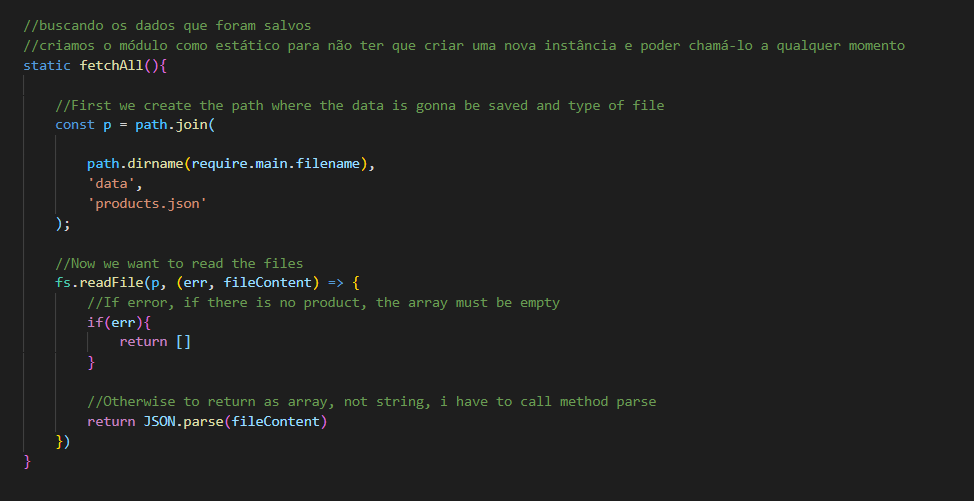 //buscando os dados que foram salvos
//criamos o módulo como estático para não ter que criar uma nova instância e poder chamá-lo a qualquer momento
static fetchAll(){
//First we create the path where the data is gonna be saved and type of file
const p = path.join(
path.dirname(require.main.filename),
'data',
'products.json'
);
//Now we want to read the files
fs.readFile(p, (err, fileContent) => {
//If error, if there is no product, the array must be empty
if(err){
return []
}
//Otherwise to return as array, not string, i have to call method parse
return JSON.parse(fileContent)
})
}